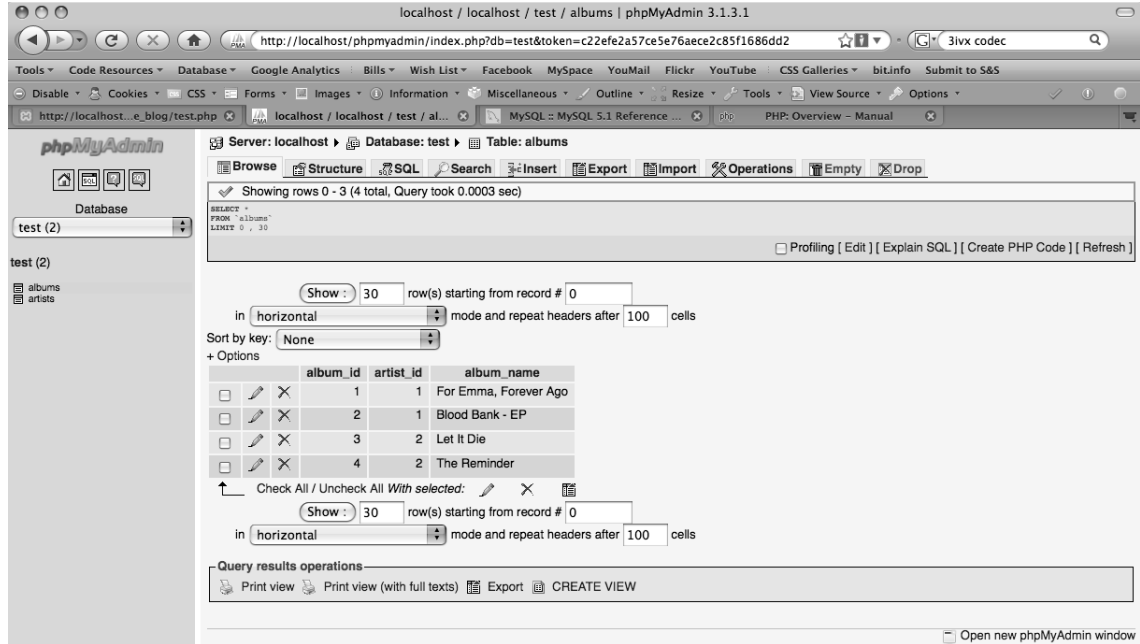 localhost / localhost / test / albums | phpMyAdmin 3.1.3.1
http://localhost/phpmyadmin/index.php?db=test&token=c22efe2a57ce5e76aece2c85f1686dd2 3ivx codec
Tools Code Resources Database Google Analytics Bills Wish List Facebook MySpace YouMail Flickr YouTube CSS Galleries bit.info Submit to S&S
Disable Cookies CSS Forms Images Information Miscellaneous Outline Resize Tools View Source Options
http://localhost...e_blog/test.php localhost / localhost / test / al... MySQL :: MySQL 5.1 Reference ... php PHP: Overview - Manual
phpMyAdmin
Database
test (2)
test (2)
albums
artists
Server: localhost Database: test Table: albums
Browse Structure SQL Search Insert Export Import Operations Empty Drop
Showing rows 0 - 3 (4 total, Query took 0.0003 sec)
SELECT *
FROM `albums`
LIMIT 0 , 30
Profiling [ Edit ] [ Explain SQL ] [ Create PHP Code ] [ Refresh ]
Show : 30 row(s) starting from record # 0
in horizontal mode and repeat headers after 100 cells
Sort by key: None
+ Options
album_id artist_id album_name
1 1 For Emma, Forever Ago
2 1 Blood Bank - EP
3 2 Let It Die
4 2 The Reminder
Check All / Uncheck All With selected:
Show : 30 row(s) starting from record # 0
in horizontal mode and repeat headers after 100 cells
Query results operations
Print view Print view (with full texts) Export CREATE VIEW
Open new phpMyAdmin window